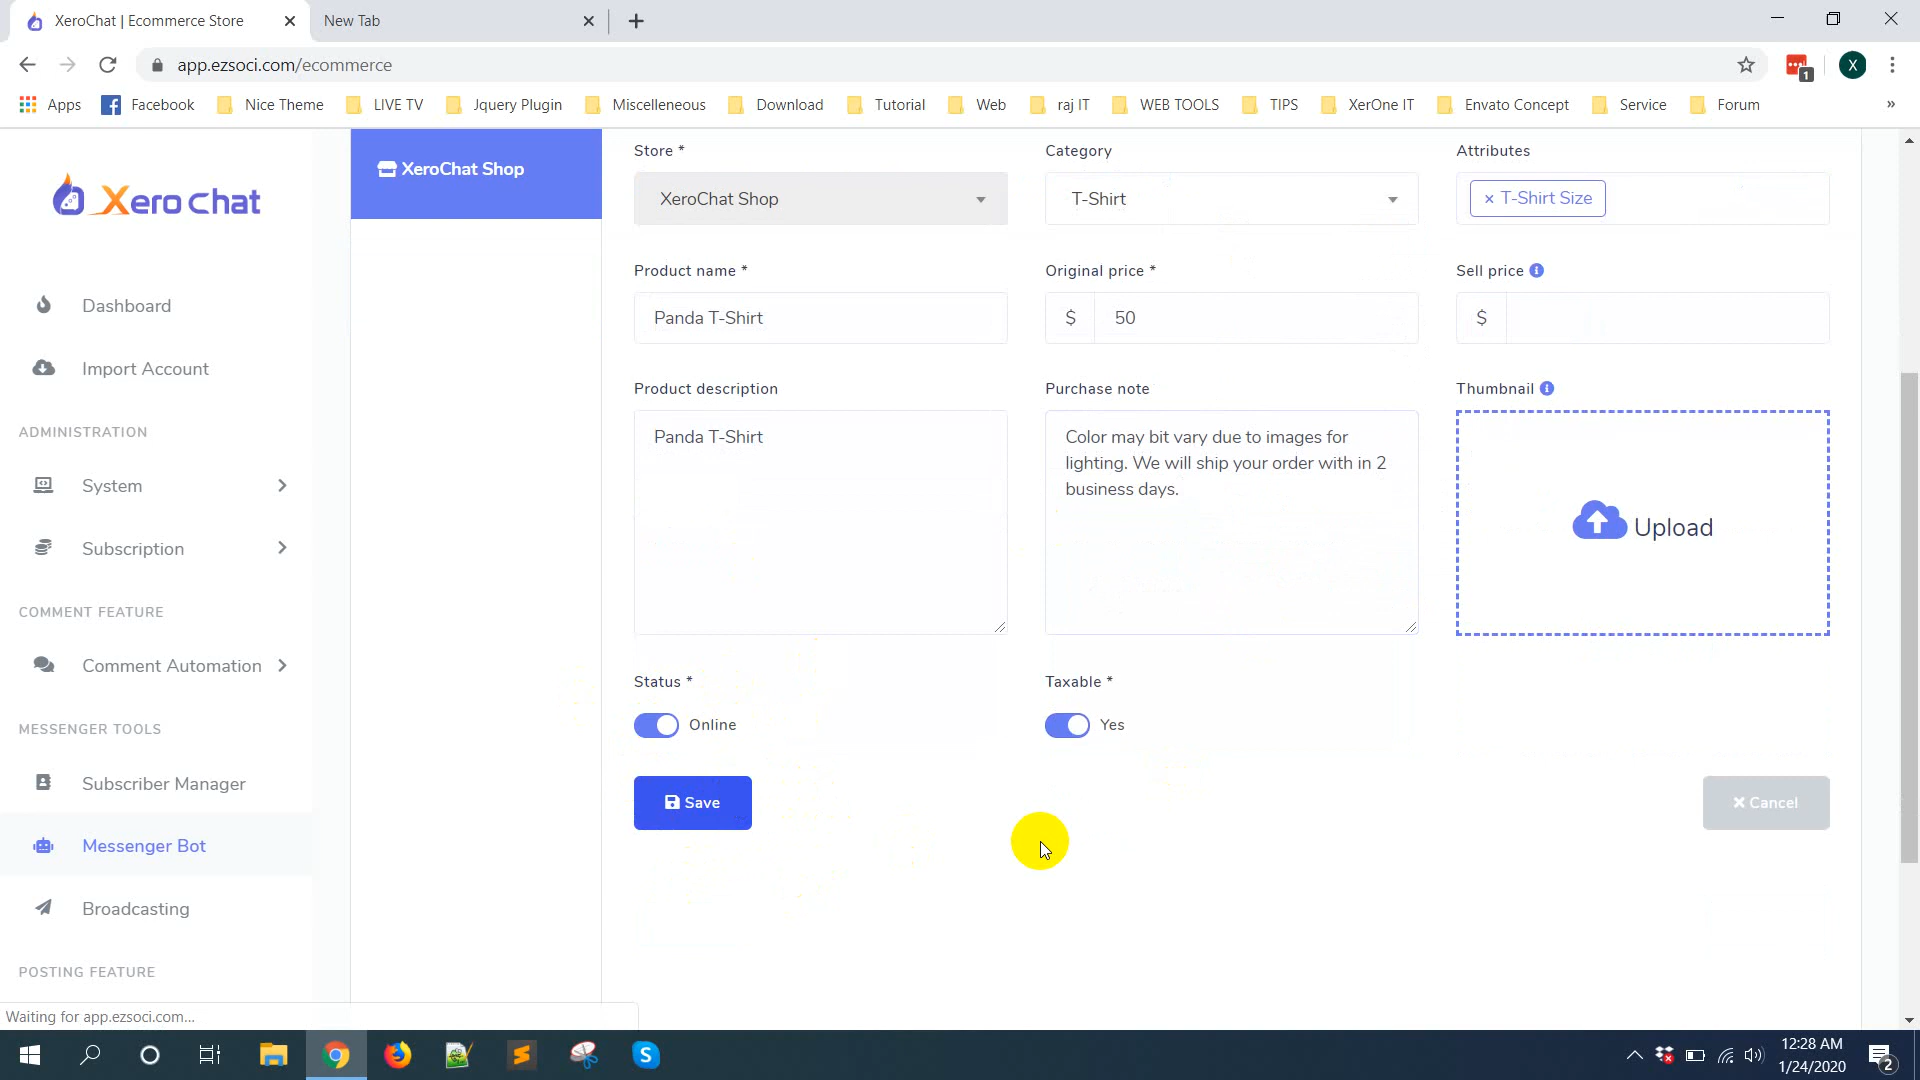 XeroChat | Ecommerce Store
New Tab
app.ezsoci.com/ecommerce
X
1
Apps
Facebook
Nice Theme
LIVE TV
Jquery Plugin
Miscelleneous
Download
Tutorial
Web
raj IT
WEB TOOLS
TIPS
XerOne IT
Envato Concept
Service
Forum
»
Xero Chat
Dashboard
Import Account
ADMINISTRATION
System
Subscription
COMMENT FEATURE
Comment Automation
MESSENGER TOOLS
Subscriber Manager
Messenger Bot
Broadcasting
POSTING FEATURE
XeroChat Shop
Store *
XeroChat Shop
Category
T-Shirt
Attributes
× T-Shirt Size
Product name *
Panda T-Shirt
Original price *
$ 50
Sell price
$
Product description
Panda T-Shirt
Purchase note
Color may bit vary due to images for
lighting. We will ship your order with in 2
business days.
Thumbnail
Upload
Status *
Online
Taxable *
Yes
Save
Cancel
Waiting for app.ezsoci.com...
12:28 AM
1/24/2020
2